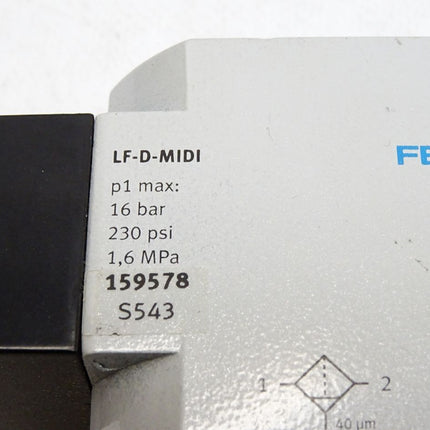 LF-D-MIDI
p1 max:
16 bar
230 psi
1,6 MPa
159578
S543
FE
1 2
40 µm